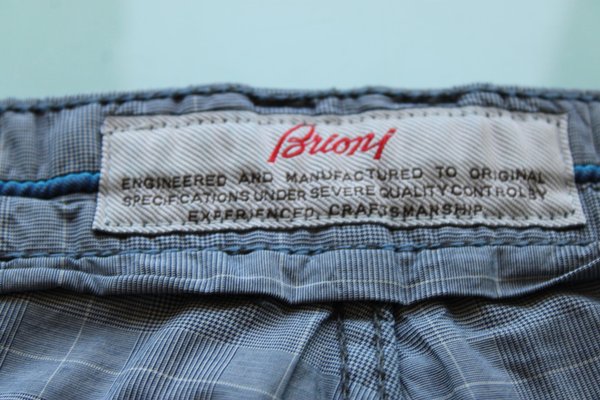 Brioni
ENGINEERED AND MANUFACTURED TO ORIGINAL
SPECIFICATIONS UNDER SEVERE QUALITY CONTROL BY
EXPERIENCED, CRAFTSMANSHIP